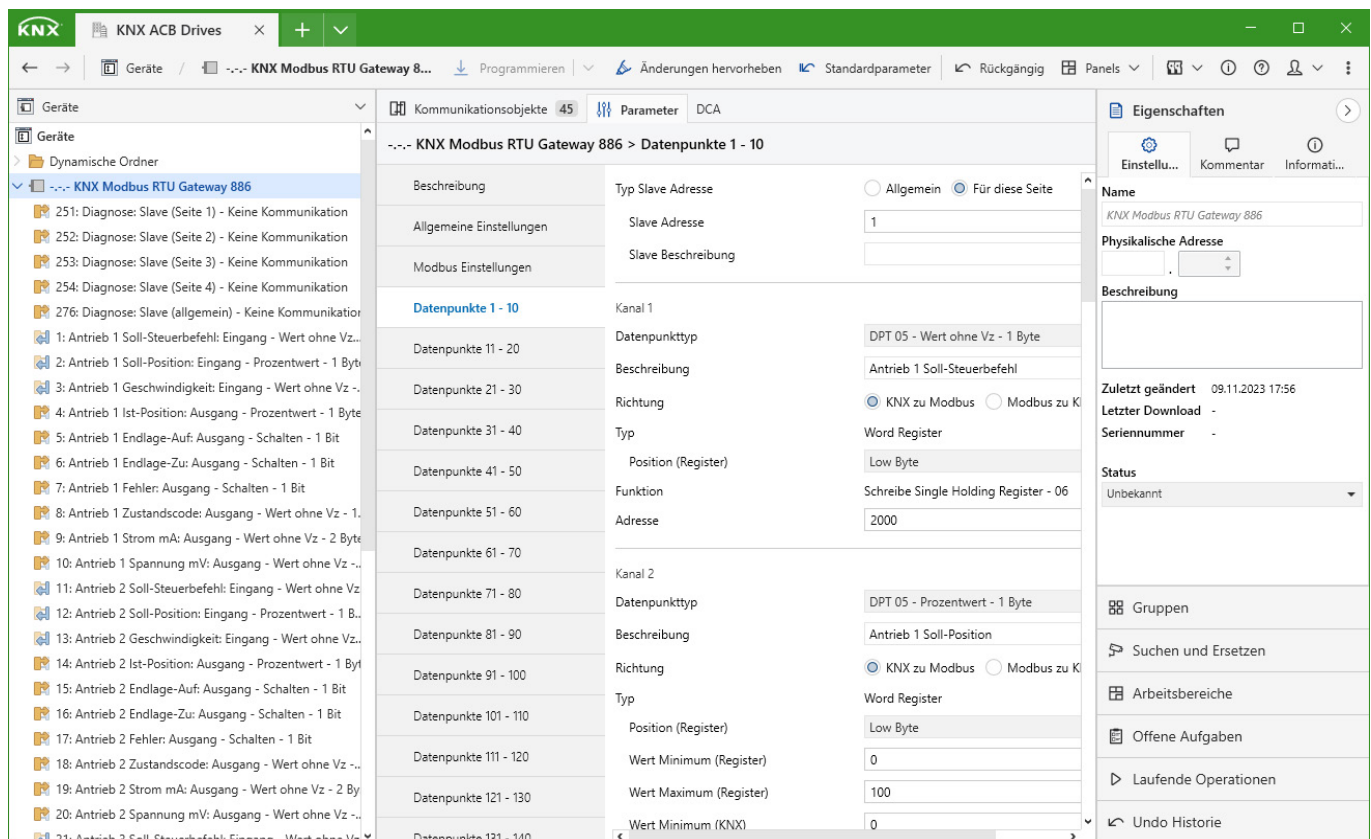 KNX KNX ACB Drives
Geräte / -.-.- KNX Modbus RTU Gateway 8... Programmieren Änderungen hervorheben Standardparameter Rückgängig Panels
Geräte
Geräte
Dynamische Ordner
-.-.- KNX Modbus RTU Gateway 886
251: Diagnose: Slave (Seite 1) - Keine Kommunikation
252: Diagnose: Slave (Seite 2) - Keine Kommunikation
253: Diagnose: Slave (Seite 3) - Keine Kommunikation
254: Diagnose: Slave (Seite 4) - Keine Kommunikation
276: Diagnose: Slave (allgemein) - Keine Kommunikation
1: Antrieb 1 Soll-Steuerbefehl: Eingang - Wert ohne Vz...
2: Antrieb 1 Soll-Position: Eingang - Prozentwert - 1 Byte
3: Antrieb 1 Geschwindigkeit: Eingang - Wert ohne Vz -..
4: Antrieb 1 Ist-Position: Ausgang - Prozentwert - 1 Byte
5: Antrieb 1 Endlage-Auf: Ausgang - Schalten - 1 Bit
6: Antrieb 1 Endlage-Zu: Ausgang - Schalten - 1 Bit
7: Antrieb 1 Fehler: Ausgang - Schalten - 1 Bit
8: Antrieb 1 Zustandscode: Ausgang - Wert ohne Vz - 1.
9: Antrieb 1 Strom mA: Ausgang - Wert ohne Vz - 2 Byte
10: Antrieb 1 Spannung mV: Ausgang - Wert ohne Vz -..
11: Antrieb 2 Soll-Steuerbefehl: Eingang - Wert ohne Vz
12: Antrieb 2 Soll-Position: Eingang - Prozentwert - 1 B..
13: Antrieb 2 Geschwindigkeit: Eingang - Wert ohne Vz..
14: Antrieb 2 Ist-Position: Ausgang - Prozentwert - 1 Byt
15: Antrieb 2 Endlage-Auf: Ausgang - Schalten - 1 Bit
16: Antrieb 2 Endlage-Zu: Ausgang - Schalten - 1 Bit
17: Antrieb 2 Fehler: Ausgang - Schalten - 1 Bit
18: Antrieb 2 Zustandscode: Ausgang - Wert ohne Vz -..
19: Antrieb 2 Strom mA: Ausgang - Wert ohne Vz - 2 By
20: Antrieb 2 Spannung mV: Ausgang - Wert ohne Vz -..
Kommunikationsobjekte 45 Parameter DCA
-.-.- KNX Modbus RTU Gateway 886 > Datenpunkte 1 - 10
Beschreibung
Allgemeine Einstellungen
Modbus Einstellungen
Datenpunkte 1 - 10
Datenpunkte 11 - 20
Datenpunkte 21 - 30
Datenpunkte 31 - 40
Datenpunkte 41 - 50
Datenpunkte 51 - 60
Datenpunkte 61 - 70
Datenpunkte 71 - 80
Datenpunkte 81 - 90
Datenpunkte 91 - 100
Datenpunkte 101 - 110
Datenpunkte 111 - 120
Datenpunkte 121 - 130
Datenpunkte 131 - 140
Typ Slave Adresse Allgemein Für diese Seite
Slave Adresse 1
Slave Beschreibung
Kanal 1
Datenpunkttyp DPT 05 - Wert ohne Vz - 1 Byte
Beschreibung Antrieb 1 Soll-Steuerbefehl
Richtung KNX zu Modbus Modbus zu K
Typ Word Register
Position (Register) Low Byte
Funktion Schreibe Single Holding Register - 06
Adresse 2000
Kanal 2
Datenpunkttyp DPT 05 - Prozentwert - 1 Byte
Beschreibung Antrieb 1 Soll-Position
Richtung KNX zu Modbus Modbus zu K
Typ Word Register
Position (Register) Low Byte
Wert Minimum (Register) 0
Wert Maximum (Register) 100
Wert Minimum (KNX) 0
Eigenschaften
Einstellu... Kommentar Informati...
Name
KNX Modbus RTU Gateway 886
Physikalische Adresse
.
Beschreibung
Zuletzt geändert 09.11.2023 17:56
Letzter Download -
Seriennummer -
Status
Unbekannt
Gruppen
Suchen und Ersetzen
Arbeitsbereiche
Offene Aufgaben
Laufende Operationen
Undo Historie